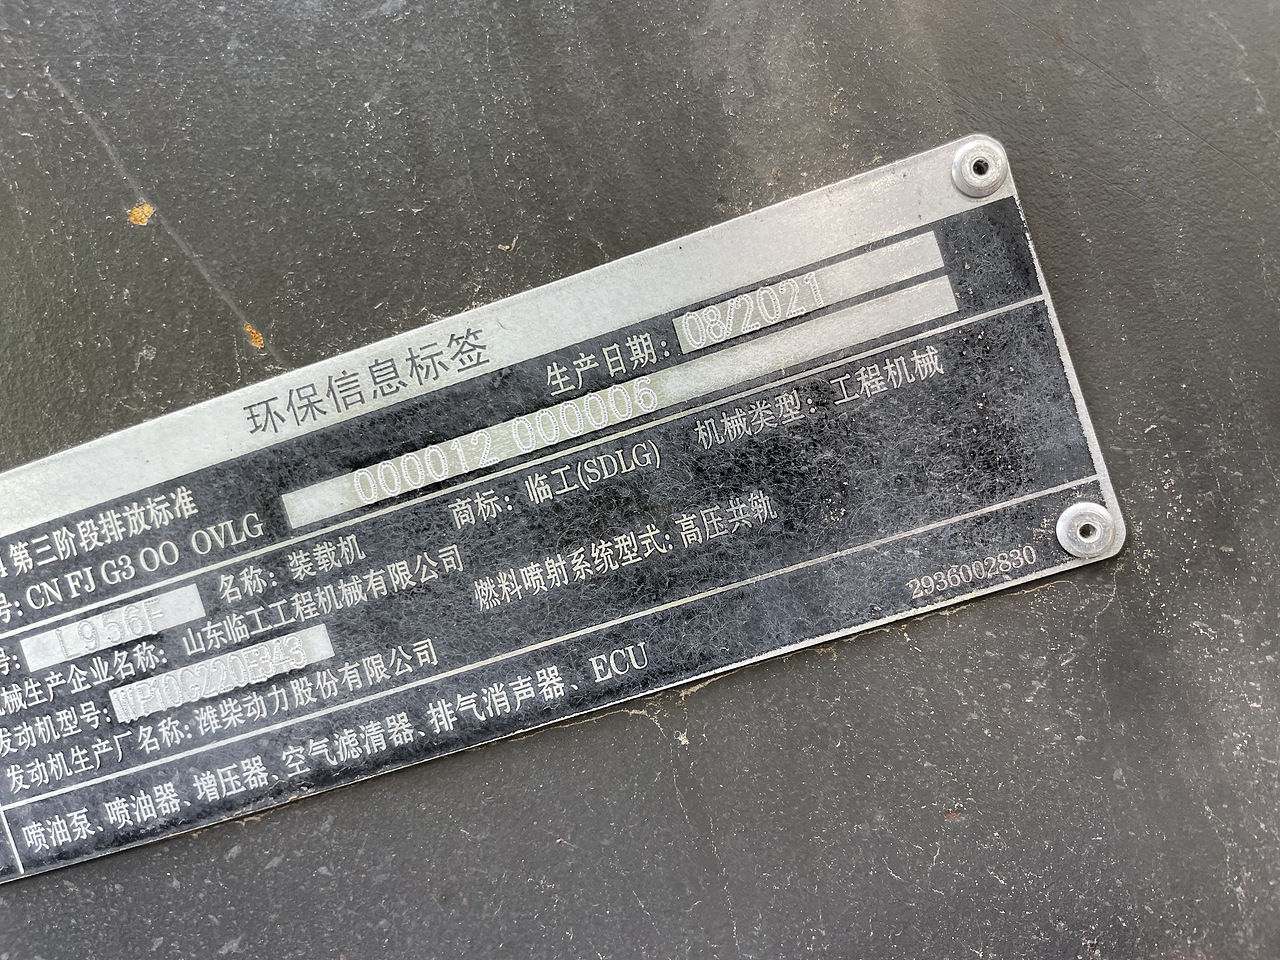 环保信息标签
第三阶段排放标准 生产日期: 08/2021
号: CN FJ G3 OO OVLG 000012 000006
号: L956F 名称: 装载机 商标: 临工(SDLG) 机械类型: 工程机械
械生产企业名称: 山东临工工程机械有限公司
发动机型号: WP10G220E343 燃料喷射系统型式: 高压共轨
发动机生产厂名称: 潍柴动力股份有限公司
喷油泵、喷油器、增压器、空气滤清器、排气消声器、ECU
2936002830